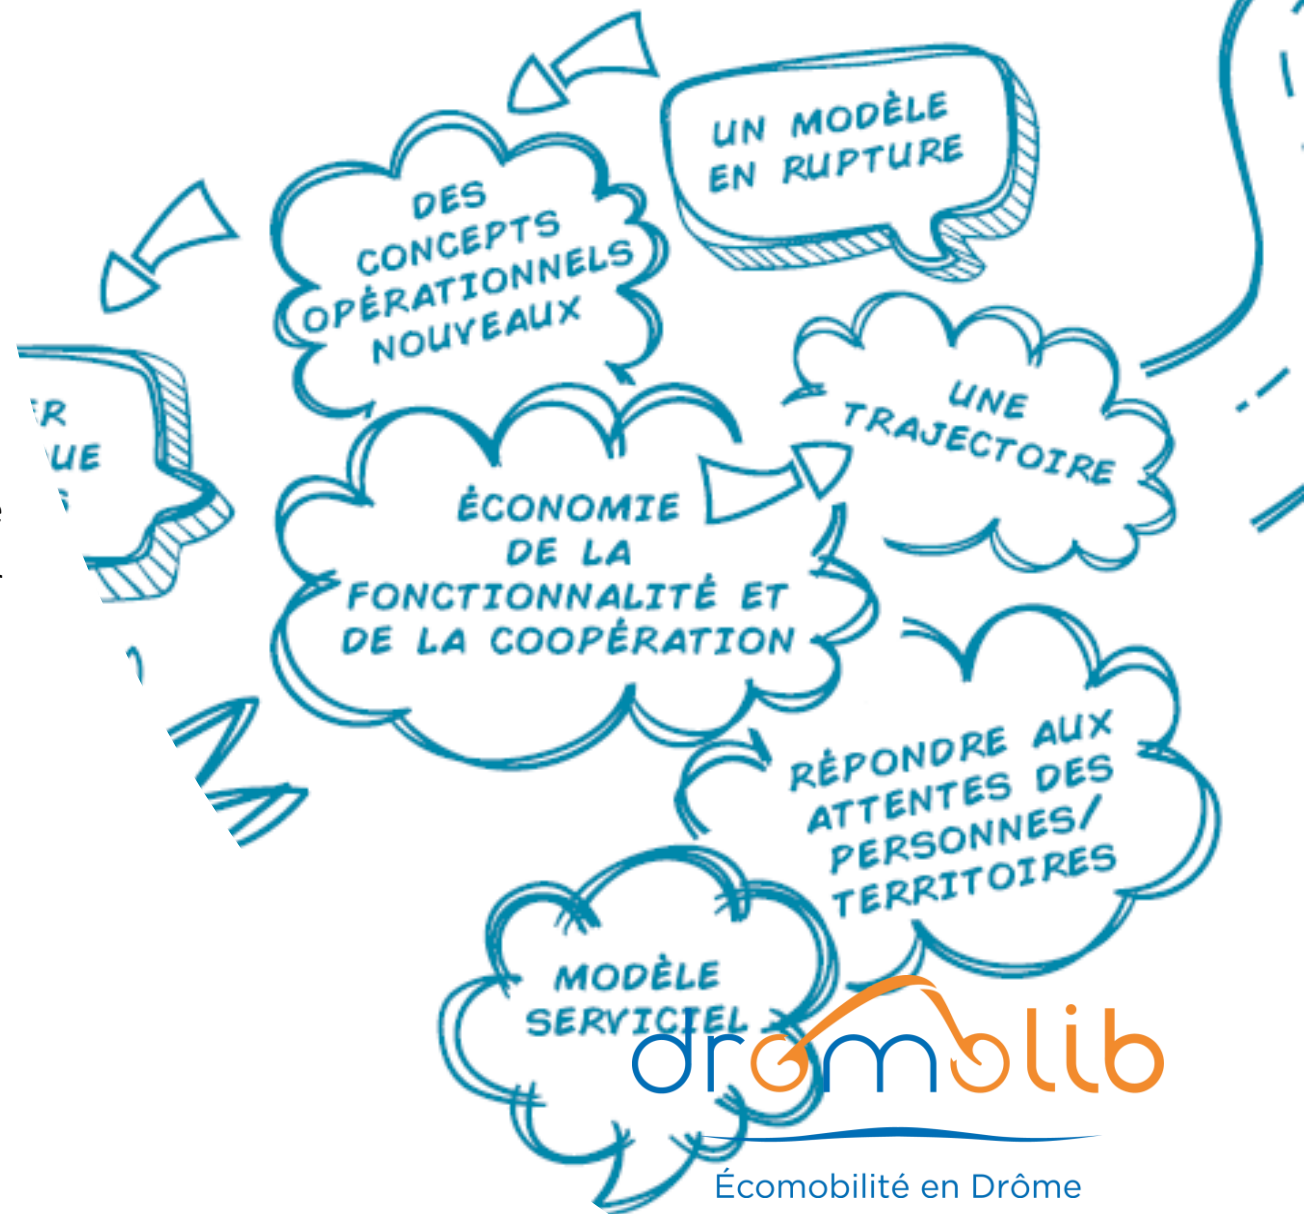 UN MODÈLE
EN RUPTURE
DES
CONCEPTS
OPÉRATIONNELS
NOUVEAUX
UNE
TRAJECTOIRE
ÉCONOMIE
DE LA
FONCTIONNALITÉ ET
DE LA COOPÉRATION
RÉPONDRE AUX
ATTENTES DES
PERSONNES/
TERRITOIRES
MODÈLE
SERVICIEL
dromolib
Écomobilité en Drôme